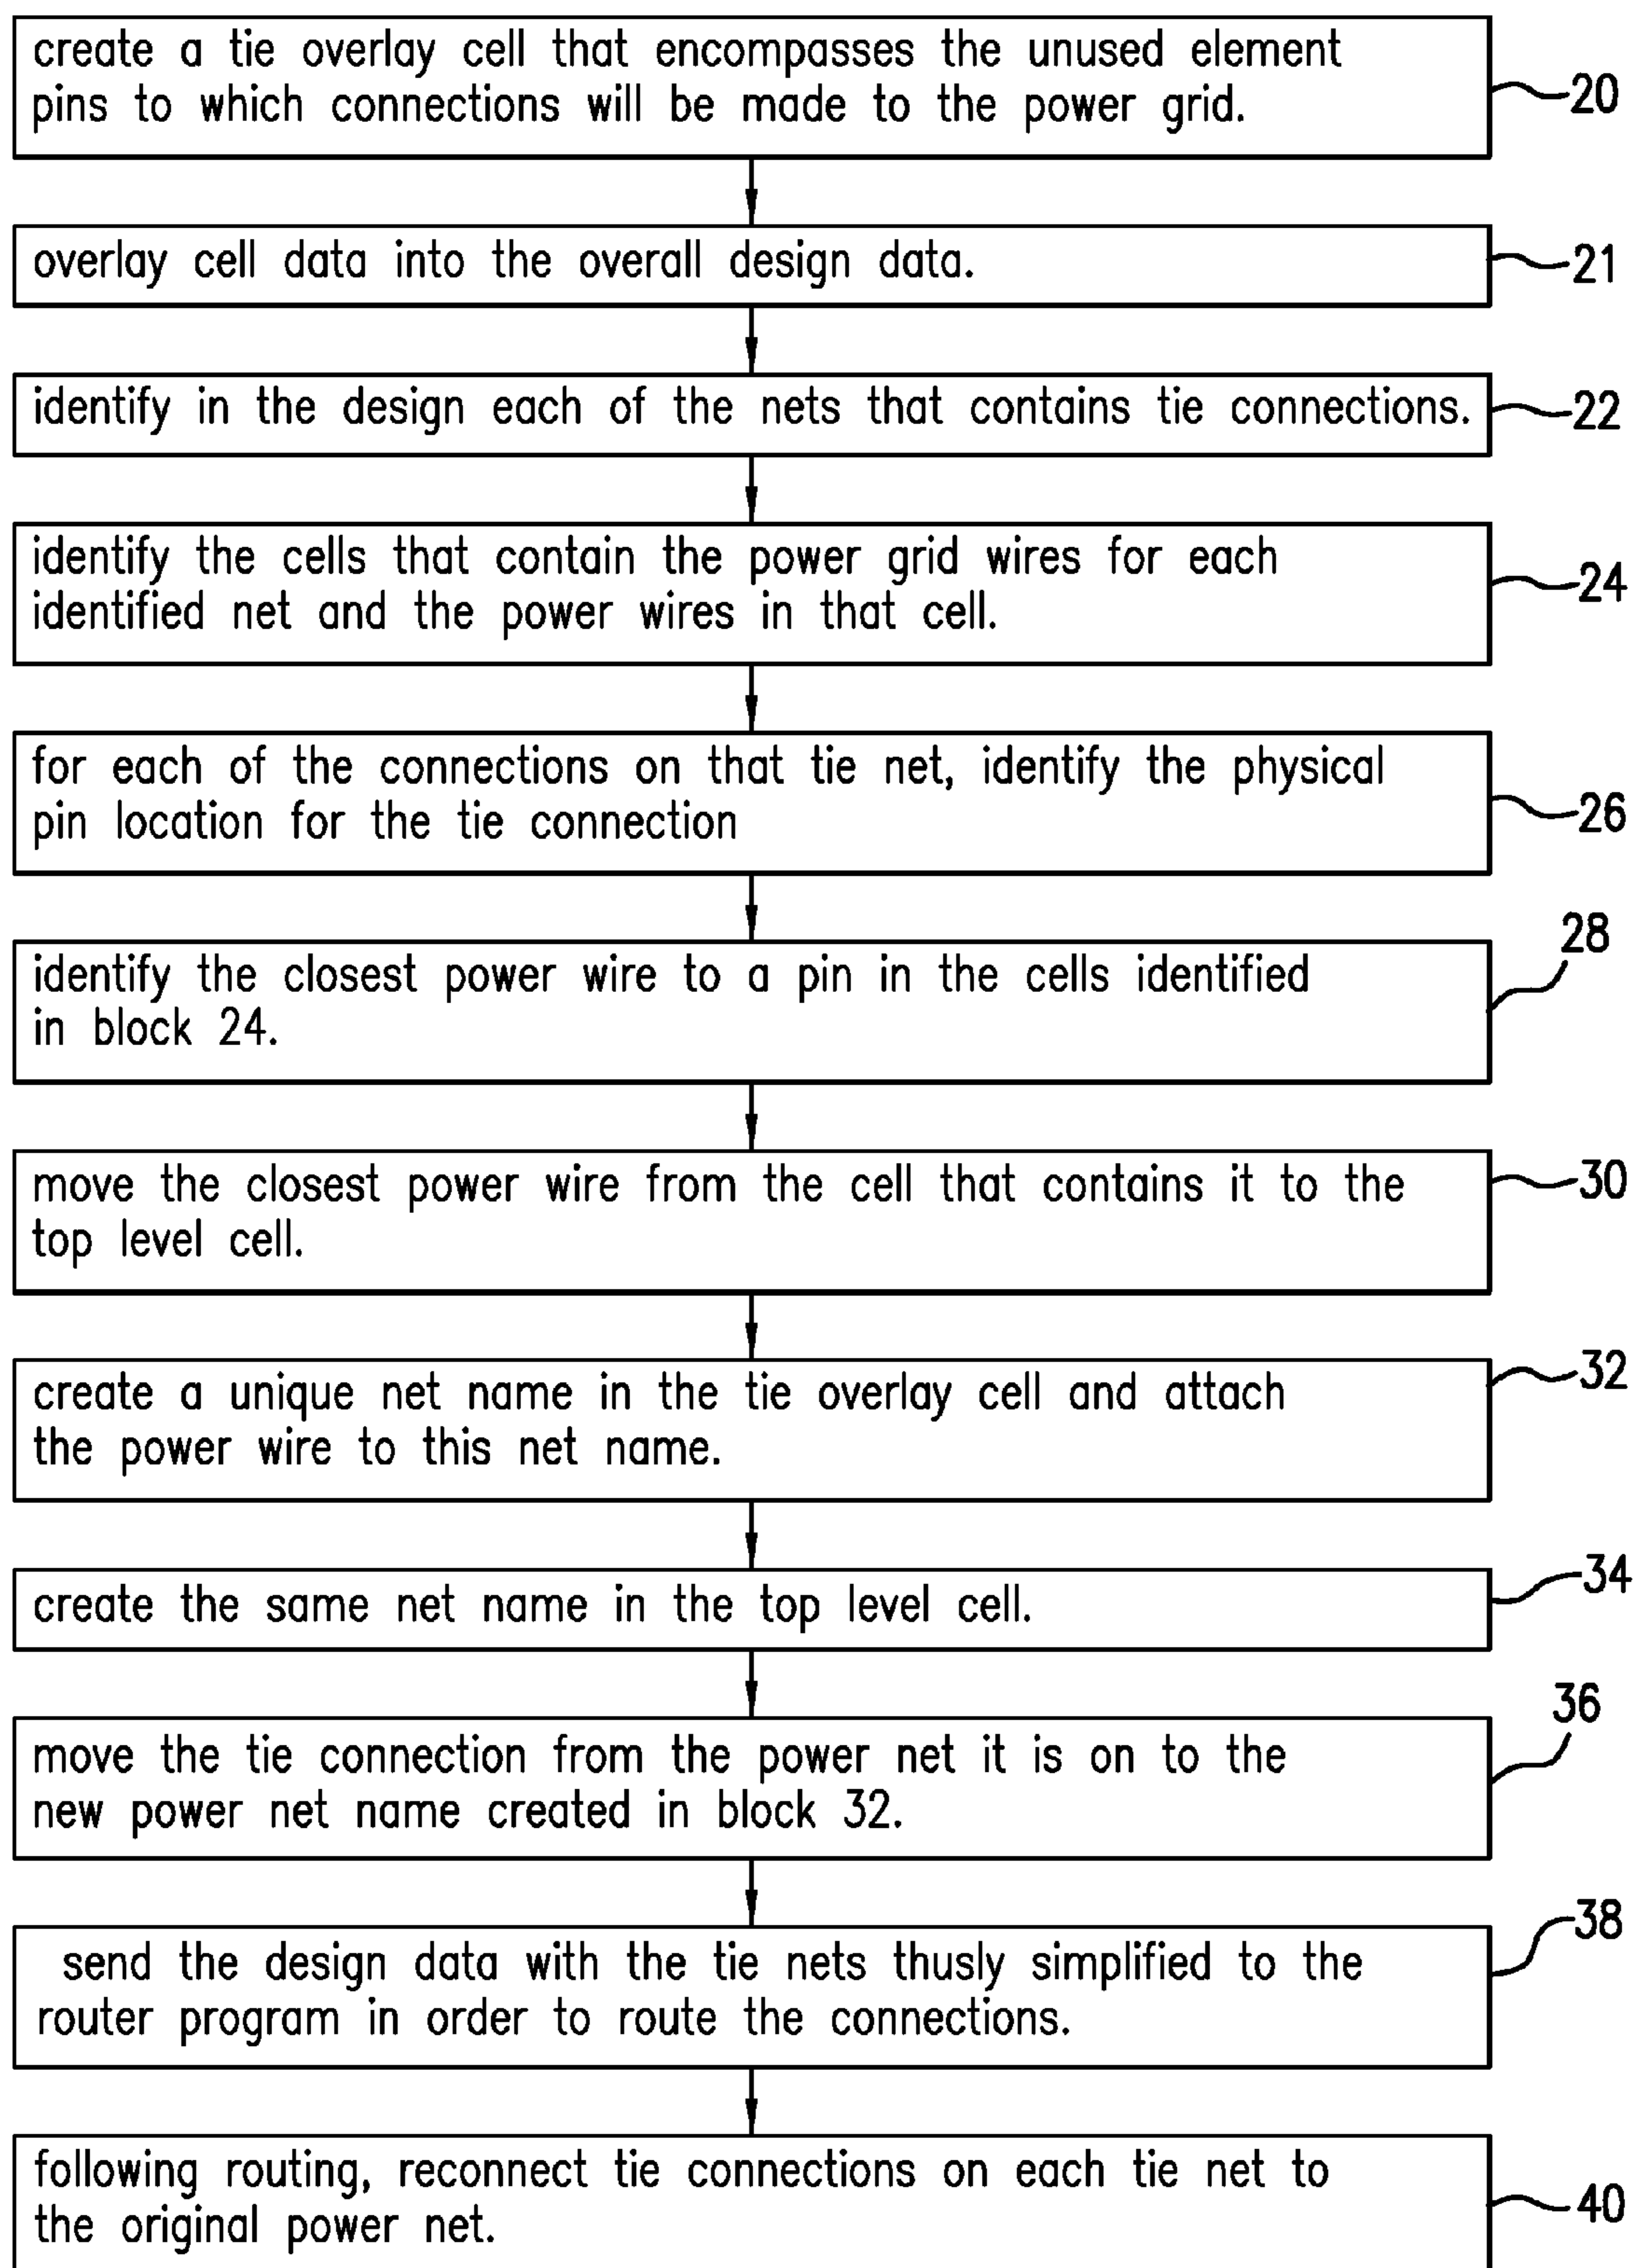 create a tie overlay cell that encompasses the unused element
pins to which connections will be made to the power grid.
20
overlay cell data into the overall design data.
21
identify in the design each of the nets that contains tie connections.
22
identify the cells that contain the power grid wires for each
identified net and the power wires in that cell.
24
for each of the connections on that tie net, identify the physical
pin location for the tie connection
26
identify the closest power wire to a pin in the cells identified
in block 24.
28
move the closest power wire from the cell that contains it to the
top level cell.
30
create a unique net name in the tie overlay cell and attach
the power wire to this net name.
32
create the same net name in the top level cell.
34
move the tie connection from the power net it is on to the
new power net name created in block 32.
36
send the design data with the tie nets thusly simplified to the
router program in order to route the connections.
38
following routing, reconnect tie connections on each tie net to
the original power net.
40